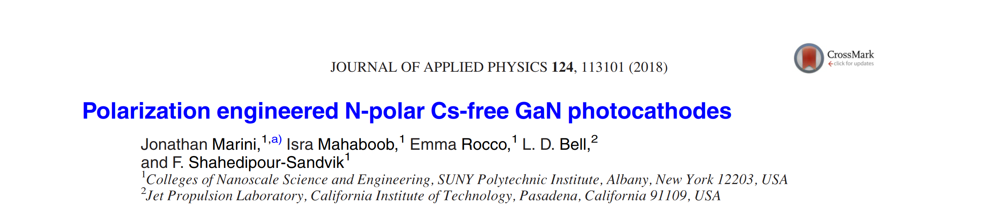 JOURNAL OF APPLIED PHYSICS 124, 113101 (2018)
CrossMark
click for updates
Polarization engineered N-polar Cs-free GaN photocathodes
Jonathan Marini,1,a) Isra Mahaboob,1 Emma Rocco,1 L. D. Bell,2
and F. Shahedipour-Sandvik1
1Colleges of Nanoscale Science and Engineering, SUNY Polytechnic Institute, Albany, New York 12203, USA
2Jet Propulsion Laboratory, California Institute of Technology, Pasadena, California 91109, USA